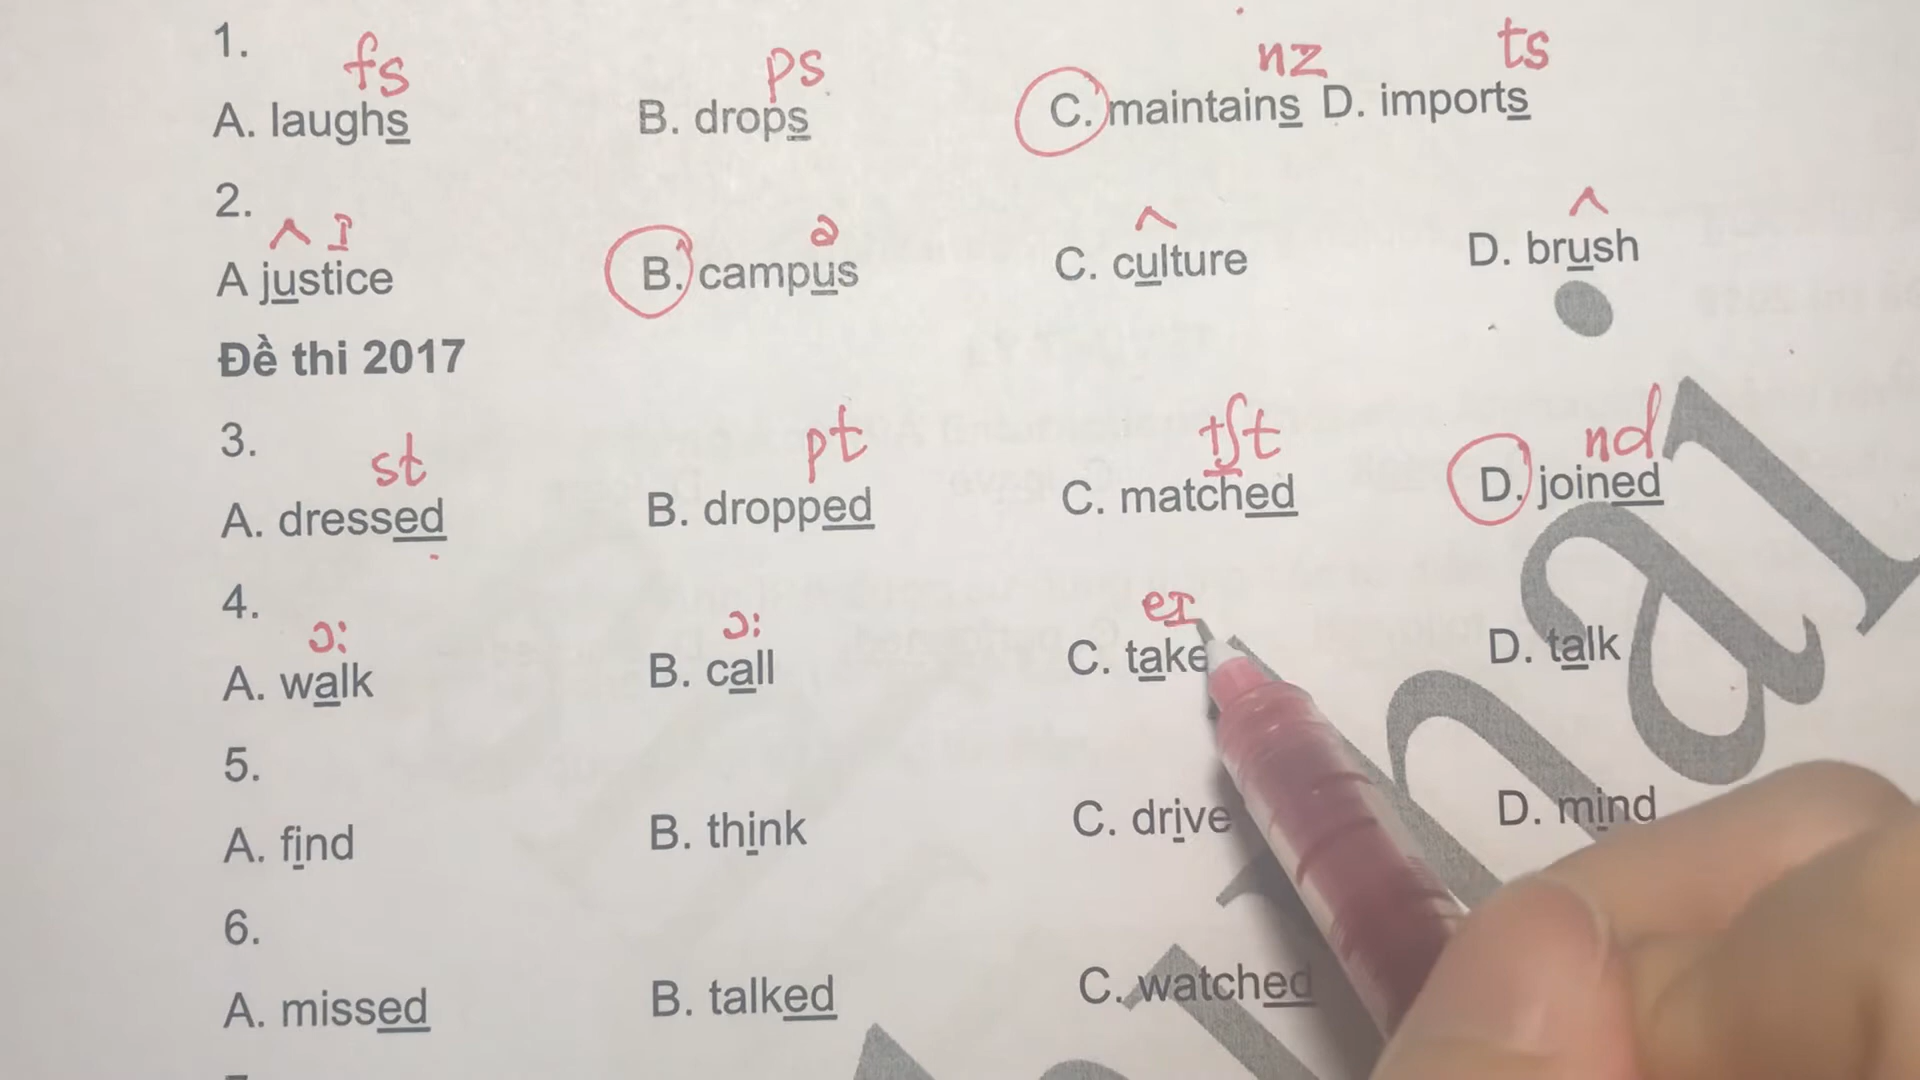 1.
fs ps nz ts
A. laughs B. drops C. maintains D. imports
2.
ʌ ɪ ə ʌ ʌ
A justice B. campus C. culture D. brush
Đề thi 2017
3.
st pt tʃt nd
A. dressed B. dropped C. matched D. joined
4.
ɔ: ɔ: eɪ
A. walk B. call C. take D. talk
5.
A. find B. think C. drive D. mind
6.
A. missed B. talked C. watched